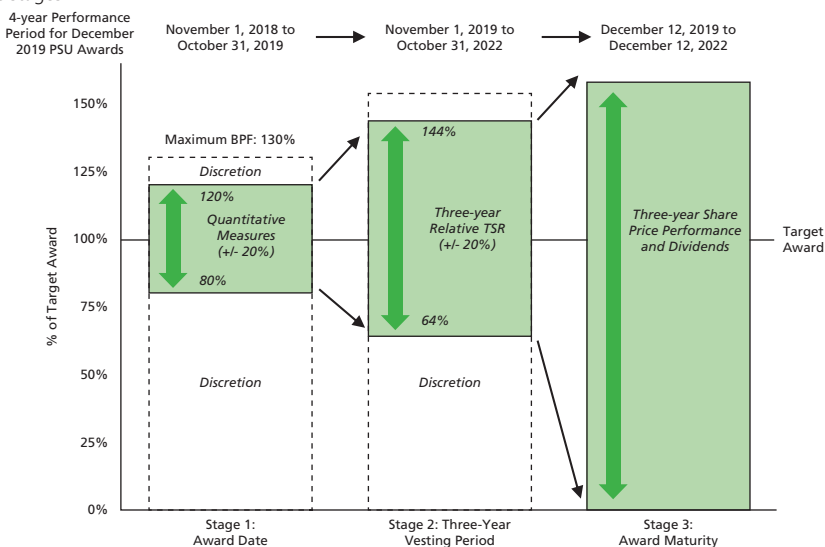 4-year Performance
Period for December
2019 PSU Awards
November 1, 2018 to
October 31, 2019
November 1, 2019 to
October 31, 2022
December 12, 2019 to
December 12, 2022
% of Target Award
150%
125%
100%
75%
50%
25%
0%
Maximum BPF: 130%
Discretion
120%
Quantitative
Measures
(+/- 20%)
80%
Discretion
144%
Three-year
Relative TSR
(+/- 20%)
64%
Discretion
Three-year Share
Price Performance
and Dividends
Target
Award
Stage 1:
Award Date
Stage 2: Three-Year
Vesting Period
Stage 3:
Award Maturity